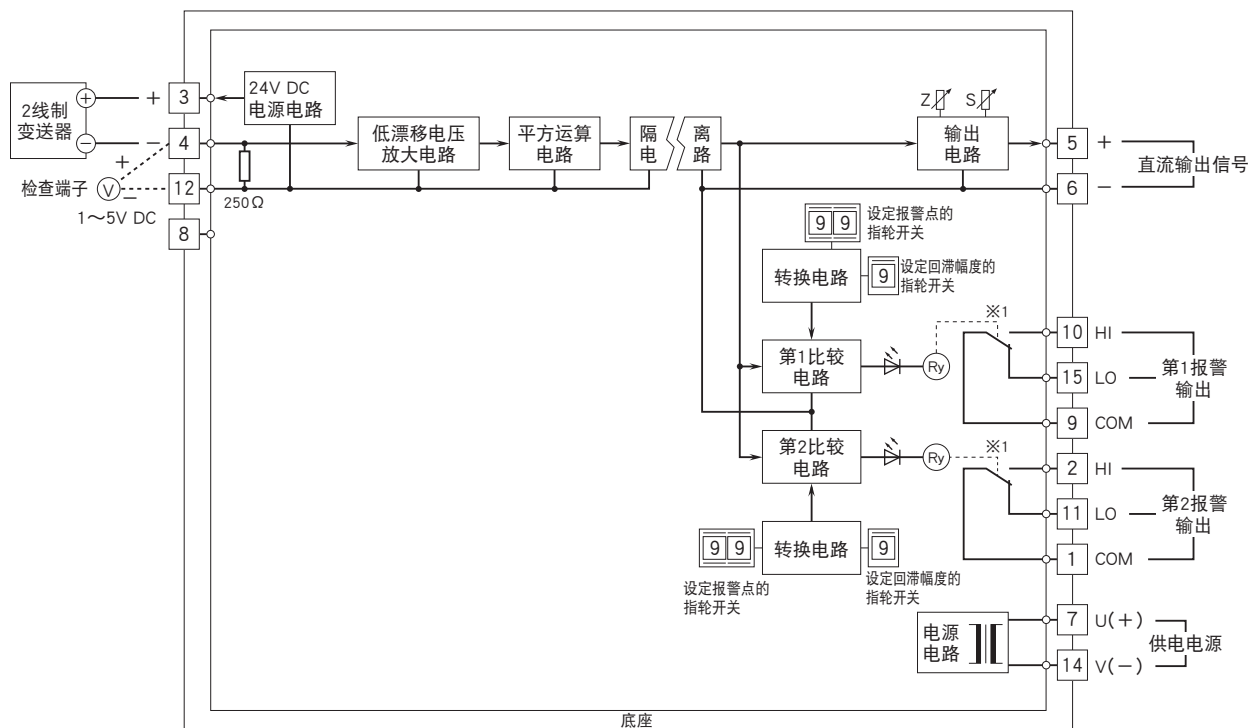 2线制
变送器
+
−
+
−
3
4
12
8
24V DC
电源电路
+
检查端子
V
−
1～5V DC
250Ω
低漂移电压
放大电路
平方运算
电路
隔
电
离
路
Z
S
输出
电路
5
+
6
−
直流输出信号
9 9
设定报警点的
指轮开关
转换电路
9
设定回滞幅度的
指轮开关
第1比较
电路
Ry
※1
10
HI
15
LO
9
COM
第1报警
输出
第2比较
电路
Ry
※1
2
HI
11
LO
1
COM
第2报警
输出
9 9
转换电路
9
设定报警点的
指轮开关
设定回滞幅度的
指轮开关
电源
电路
7
U(+)
14
V(−)
供电电源
底座